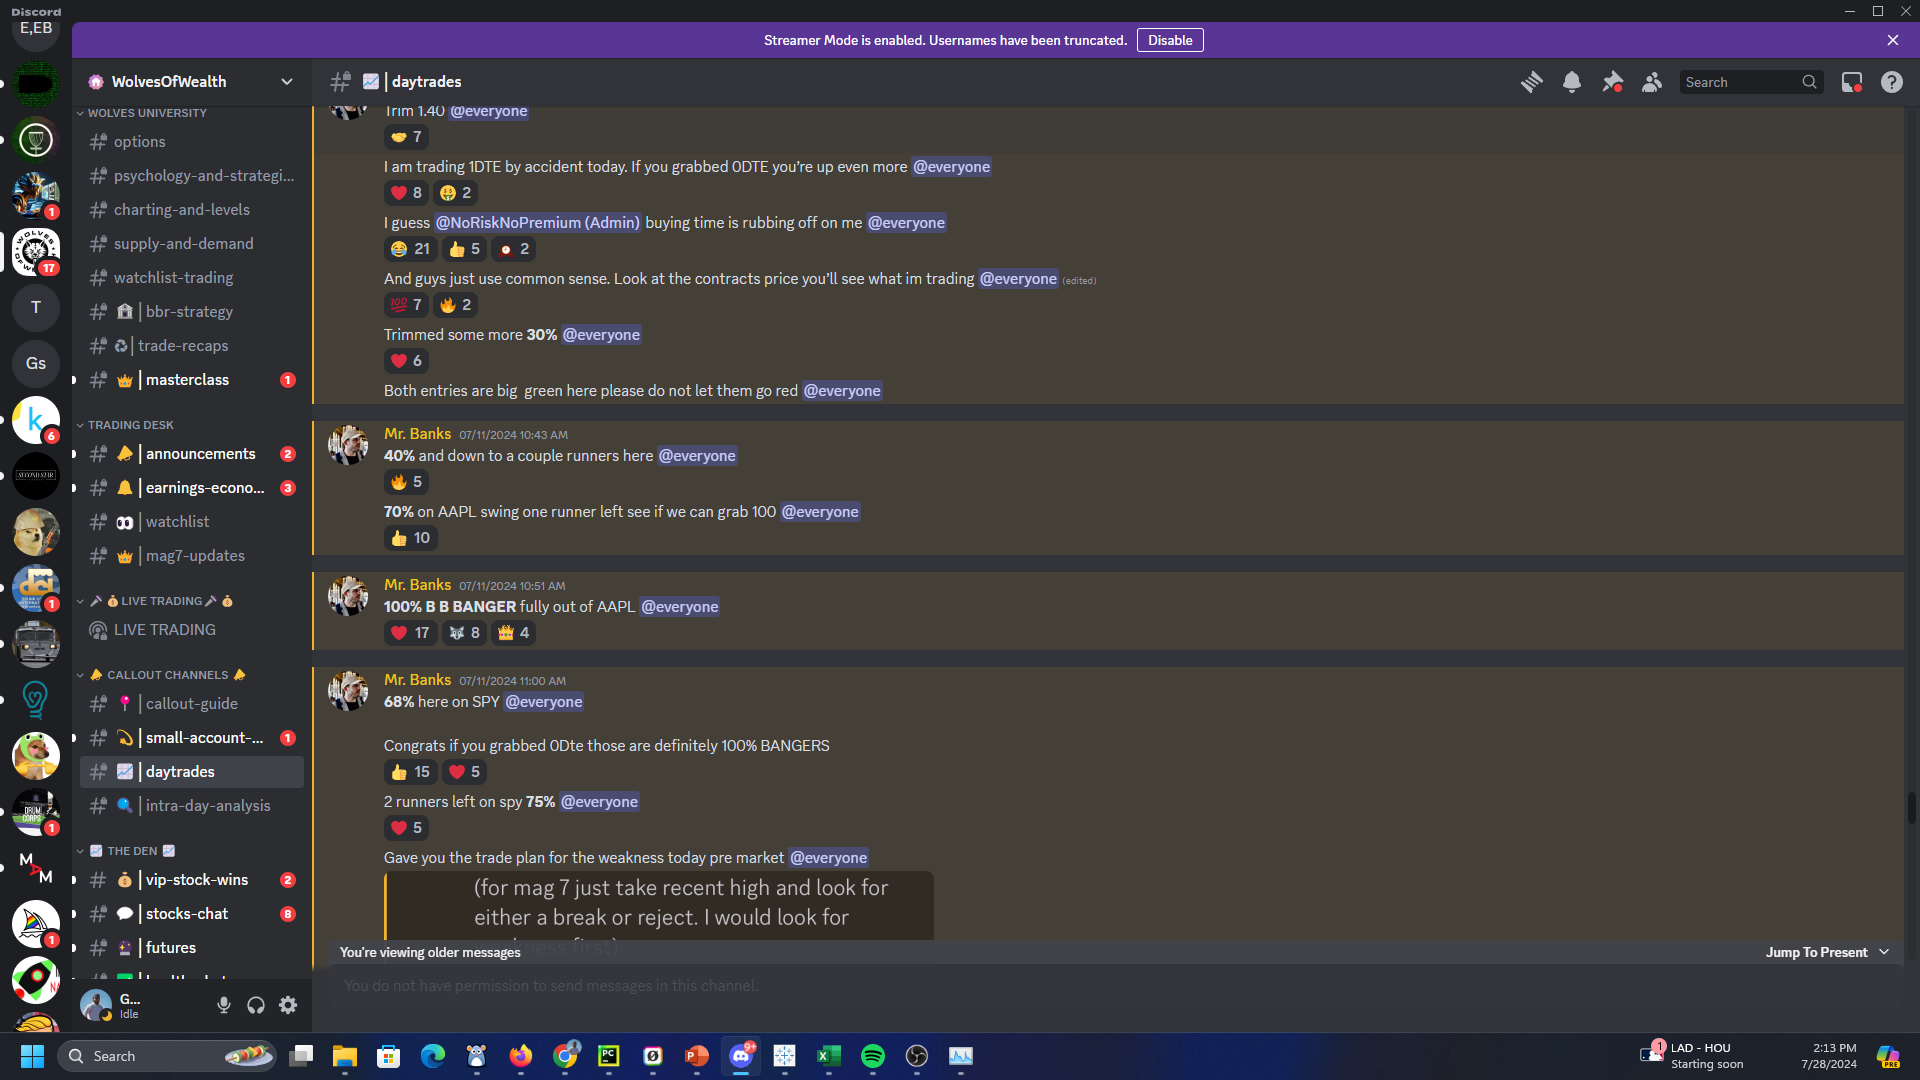 Discord
E,EB
Streamer Mode is enabled. Usernames have been truncated.
Disable
WolvesOfWealth
| daytrades
Search
WOLVES UNIVERSITY
options
psychology-and-strategi...
charting-and-levels
supply-and-demand
watchlist-trading
| bbr-strategy
| trade-recaps
| masterclass
1
TRADING DESK
| announcements
2
| earnings-econo...
3
| watchlist
| mag7-updates
LIVE TRADING
LIVE TRADING
CALLOUT CHANNELS
| callout-guide
| small-account-...
1
| daytrades
| intra-day-analysis
THE DEN
| vip-stock-wins
2
| stocks-chat
8
| futures
1
17
T
Gs
k
6
SECOND STAR
dci
1
DRUM
CORPS
1
M
A
M
1
G...
Idle
Trim 1.40 @everyone
7
I am trading 1DTE by accident today. If you grabbed 0DTE you're up even more @everyone
8
2
I guess @NoRiskNoPremium (Admin) buying time is rubbing off on me @everyone
21
5
2
And guys just use common sense. Look at the contracts price you'll see what im trading @everyone (edited)
7
2
Trimmed some more 30% @everyone
6
Both entries are big green here please do not let them go red @everyone
Mr. Banks 07/11/2024 10:43 AM
40% and down to a couple runners here @everyone
5
70% on AAPL swing one runner left see if we can grab 100 @everyone
10
Mr. Banks 07/11/2024 10:51 AM
100% B B BANGER fully out of AAPL @everyone
17
8
4
Mr. Banks 07/11/2024 11:00 AM
68% here on SPY @everyone
Congrats if you grabbed 0Dte those are definitely 100% BANGERS
15
5
2 runners left on spy 75% @everyone
5
Gave you the trade plan for the weakness today pre market @everyone
(for mag 7 just take recent high and look for
either a break or reject. I would look for
You're viewing older messages
Jump To Present
You do not have permission to send messages in this channel.
Search
PC
9+
1
LAD - HOU
Starting soon
2:13 PM
7/28/2024
PRE